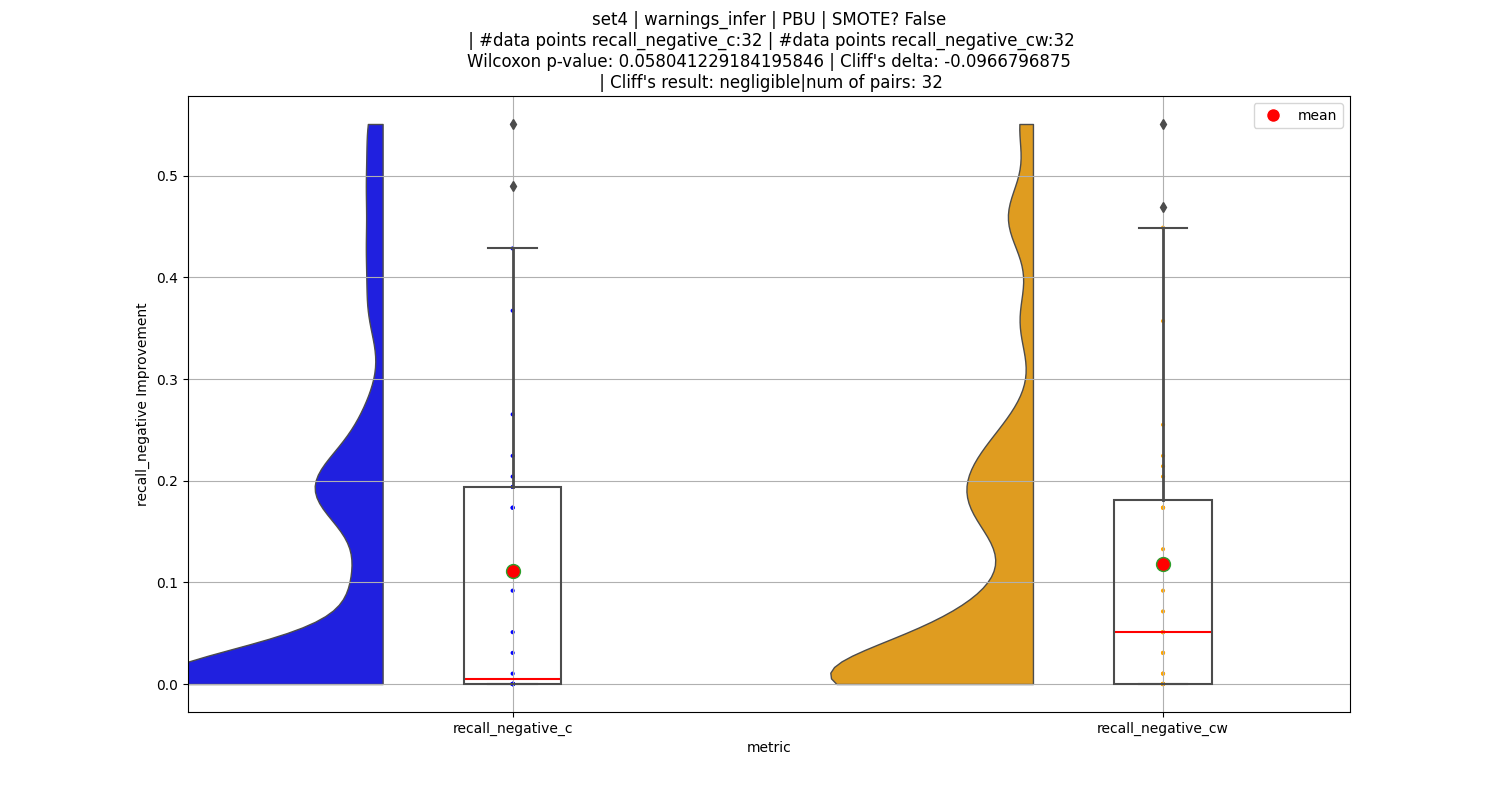 set4 | warnings_infer | PBU | SMOTE? False
| #data points recall_negative_c:32 | #data points recall_negative_cw:32
Wilcoxon p-value: 0.058041229184195846 | Cliff's delta: -0.0966796875
| Cliff's result: negligible|num of pairs: 32
mean
0.5
0.4
0.3
0.2
0.1
0.0
recall_negative Improvement
recall_negative_c
recall_negative_cw
metric